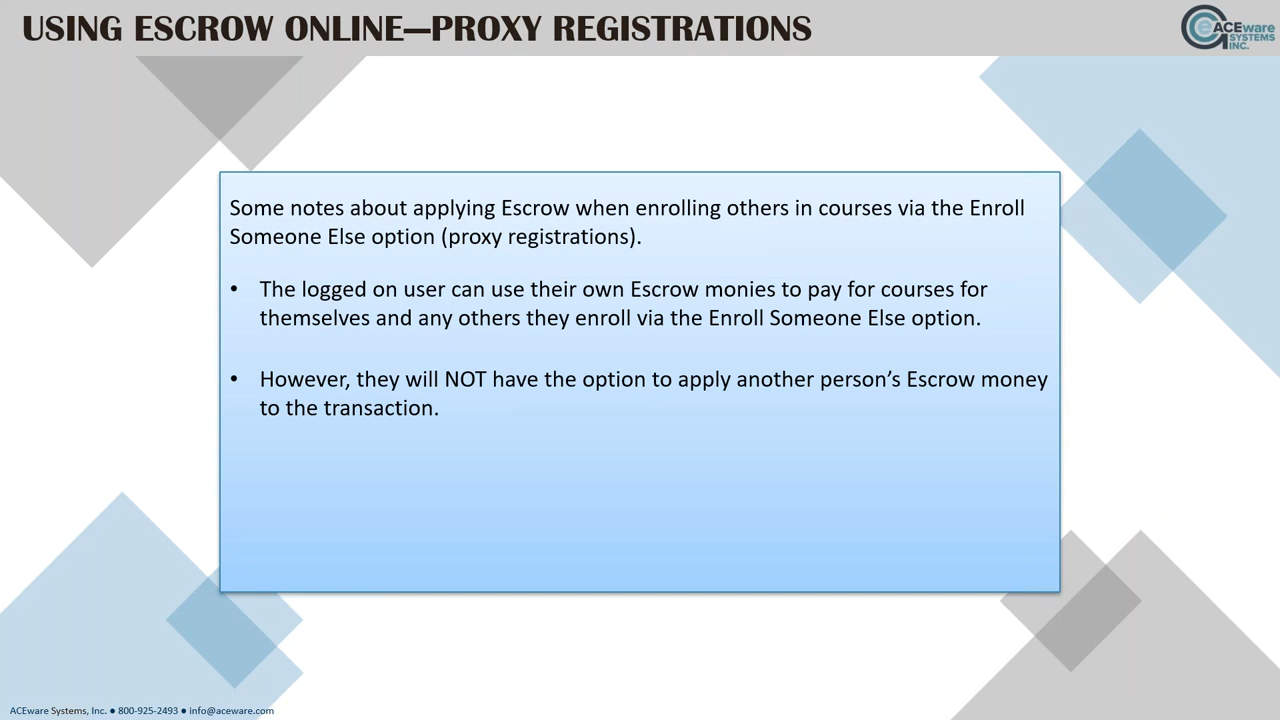 USING ESCROW ONLINE—PROXY REGISTRATIONS
eACEware
SYSTEMS
INC.
Some notes about applying Escrow when enrolling others in courses via the Enroll
Someone Else option (proxy registrations).
• The logged on user can use their own Escrow monies to pay for courses for
themselves and any others they enroll via the Enroll Someone Else option.
• However, they will NOT have the option to apply another person’s Escrow money
to the transaction.
ACEware Systems, Inc. ● 800-925-2493 ● info@aceware.com